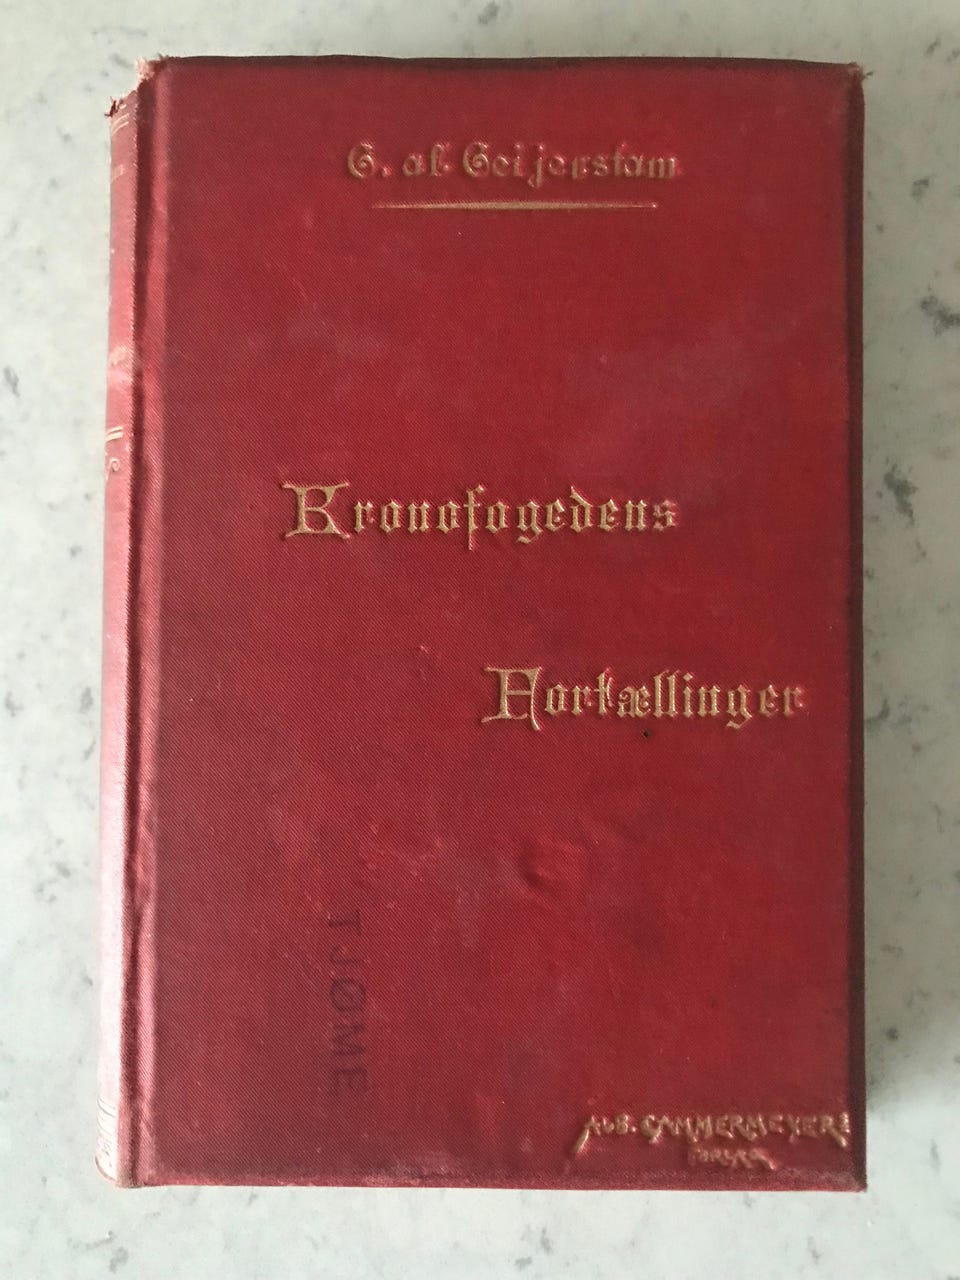 G. af Geijerstam
Kronofogedens
Fortællinger
TJØME
ALB. CAMMERMEYERS
FORLAG